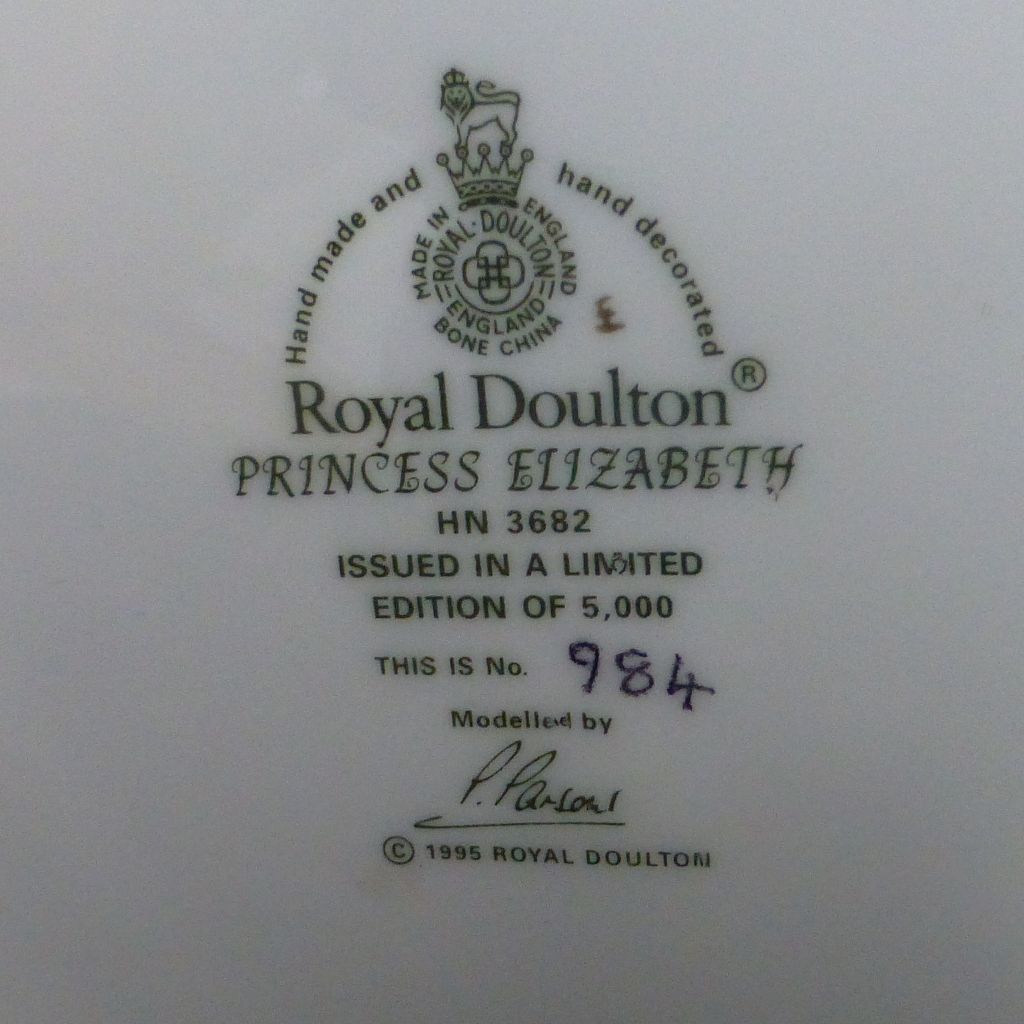 Hand made and hand decorated
MADE IN ENGLAND
ROYAL · DOULTON
ENGLAND
BONE CHINA
Royal Doulton®
PRINCESS ELIZABETH
HN 3682
ISSUED IN A LIMITED
EDITION OF 5,000
THIS IS No. 984
Modelled by
P. Parsons
© 1995 ROYAL DOULTON